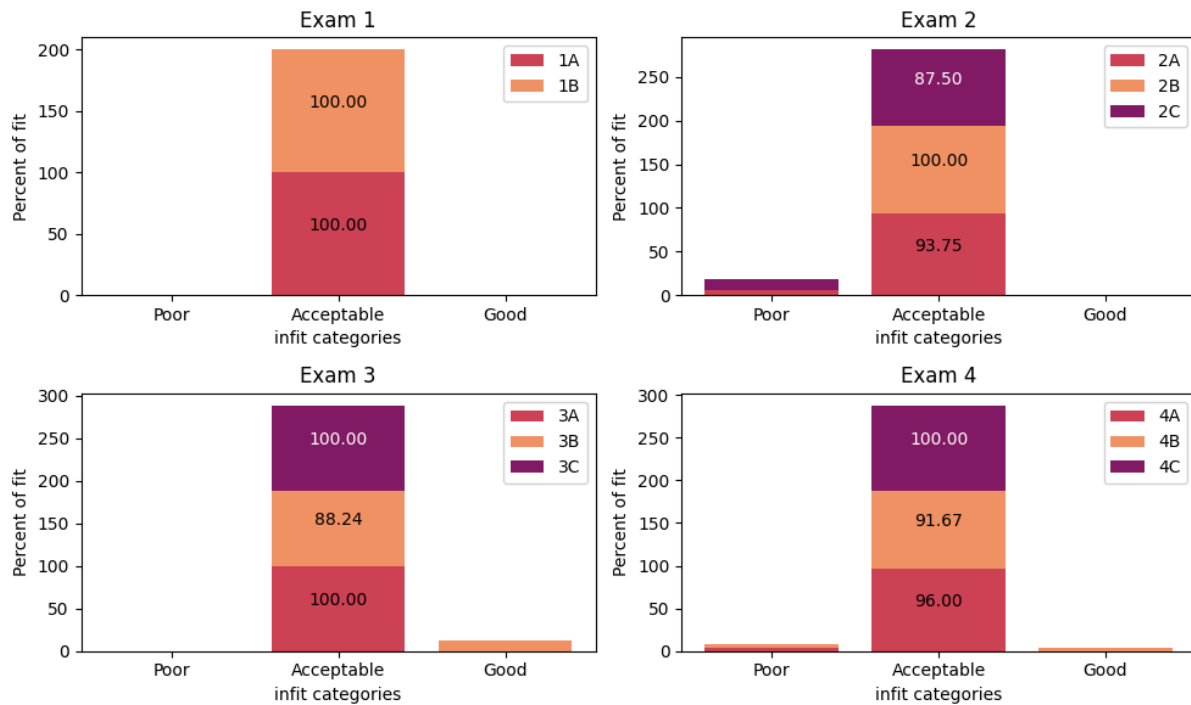 Exam 1
200
150
100
50
0
Percent of fit
100.00
100.00
1A
1B
Poor
Acceptable
Good
infit categories
Exam 2
250
200
150
100
50
0
Percent of fit
87.50
100.00
93.75
2A
2B
2C
Poor
Acceptable
Good
infit categories
Exam 3
300
250
200
150
100
50
0
Percent of fit
100.00
88.24
100.00
3A
3B
3C
Poor
Acceptable
Good
infit categories
Exam 4
300
250
200
150
100
50
0
Percent of fit
100.00
91.67
96.00
4A
4B
4C
Poor
Acceptable
Good
infit categories